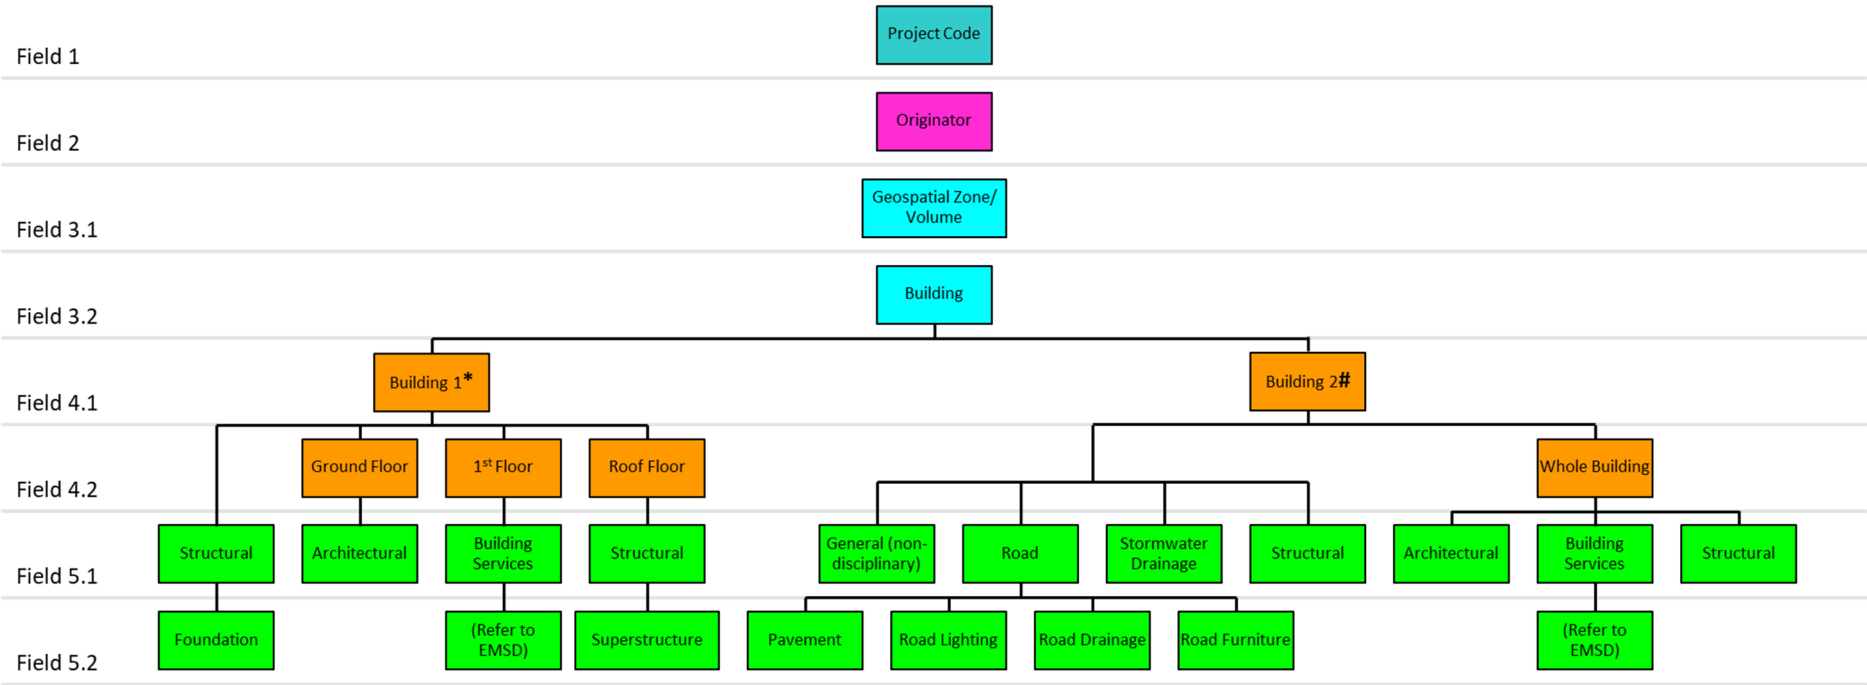 Field 1
Project Code
Field 2
Originator
Field 3.1
Geospatial Zone/
Volume
Field 3.2
Building
Field 4.1
Building 1*
Building 2#
Field 4.2
Ground Floor
1st Floor
Roof Floor
Whole Building
Field 5.1
Structural
Architectural
Building
Services
Structural
General (non-
disciplinary)
Road
Stormwater
Drainage
Structural
Architectural
Building
Services
Structural
Field 5.2
Foundation
(Refer to
EMSD)
Superstructure
Pavement
Road Lighting
Road Drainage
Road Furniture
(Refer to
EMSD)